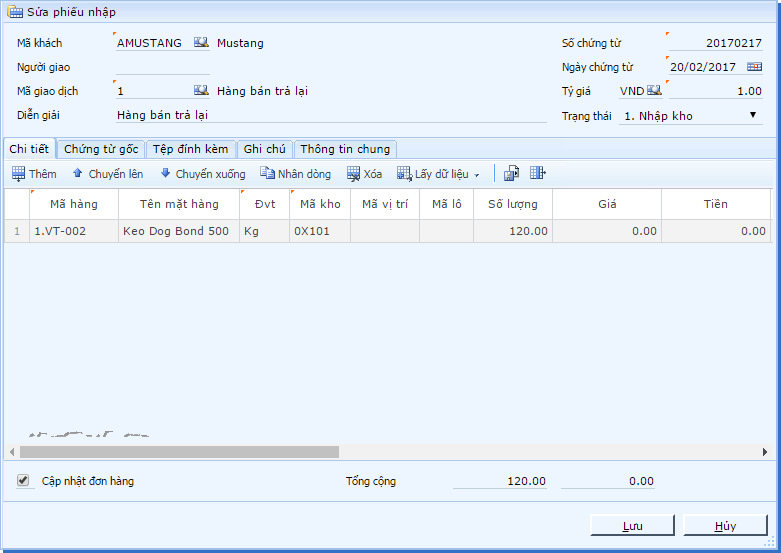 Sửa phiếu nhập
Mã khách AMUSTANG Mustang Số chứng từ 20170217
Người giao Ngày chứng từ 20/02/2017
Mã giao dịch 1 Hàng bán trả lại Tỷ giá VND 1.00
Diễn giải Hàng bán trả lại Trạng thái 1. Nhập kho
Chi tiết Chứng từ gốc Tệp đính kèm Ghi chú Thông tin chung
Thêm Chuyển lên Chuyển xuống Nhân dòng Xóa Lấy dữ liệu
Mã hàng Tên mặt hàng Đvt Mã kho Mã vị trí Mã lô Số lượng Giá Tiền
1 1.VT-002 Keo Dog Bond 500 Kg 0X101 120.00 0.00 0.00
Cập nhật đơn hàng Tổng cộng 120.00 0.00
Lưu Hủy